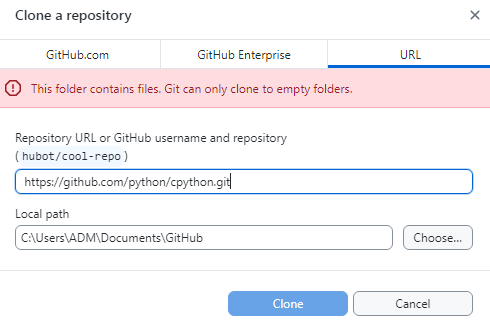 Clone a repository
GitHub.com GitHub Enterprise URL
This folder contains files. Git can only clone to empty folders.
Repository URL or GitHub username and repository
(hubot/cool-repo)
https://github.com/python/cpython.git
Local path
C:\Users\ADM\Documents\GitHub Choose...
Clone Cancel